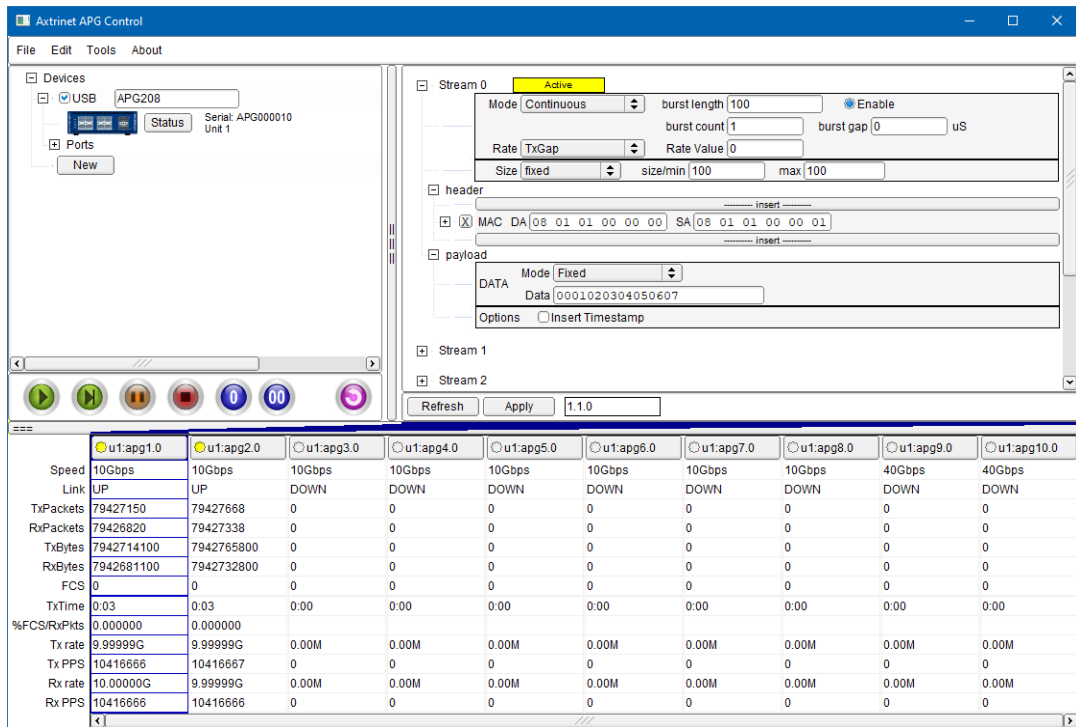 Axtrinet APG Control
File Edit Tools About
Devices
USB APG208
Status Serial: APG000010
Unit 1
Ports
New
Stream 0 Active
Mode Continuous burst length 100 Enable
burst count 1 burst gap 0 uS
Rate TxGap Rate Value 0
Size fixed size/min 100 max 100
header
---------- insert ----------
X MAC DA 08 01 01 00 00 00 SA 08 01 01 00 00 01
---------- insert ----------
payload
DATA Mode Fixed
Data 0001020304050607
Options Insert Timestamp
Stream 1
Stream 2
0 00
Refresh Apply 1.1.0
===
u1:apg1.0 u1:apg2.0 u1:apg3.0 u1:apg4.0 u1:apg5.0 u1:apg6.0 u1:apg7.0 u1:apg8.0 u1:apg9.0 u1:apg10.0
Speed 10Gbps 10Gbps 10Gbps 10Gbps 10Gbps 10Gbps 10Gbps 10Gbps 40Gbps 40Gbps
Link UP UP DOWN DOWN DOWN DOWN DOWN DOWN DOWN DOWN
TxPackets 79427150 79427668 0 0 0 0 0 0 0 0
RxPackets 79426820 79427338 0 0 0 0 0 0 0 0
TxBytes 7942714100 7942765800 0 0 0 0 0 0 0 0
RxBytes 7942681100 7942732800 0 0 0 0 0 0 0 0
FCS 0 0 0 0 0 0 0 0 0 0
TxTime 0:03 0:03 0:00 0:00 0:00 0:00 0:00 0:00 0:00 0:00
%FCS/RxPkts 0.000000 0.000000
Tx rate 9.99999G 9.99999G 0.00M 0.00M 0.00M 0.00M 0.00M 0.00M 0.00M 0.00M
Tx PPS 10416666 10416667 0 0 0 0 0 0 0 0
Rx rate 10.00000G 9.99999G 0.00M 0.00M 0.00M 0.00M 0.00M 0.00M 0.00M 0.00M
Rx PPS 10416666 10416666 0 0 0 0 0 0 0 0